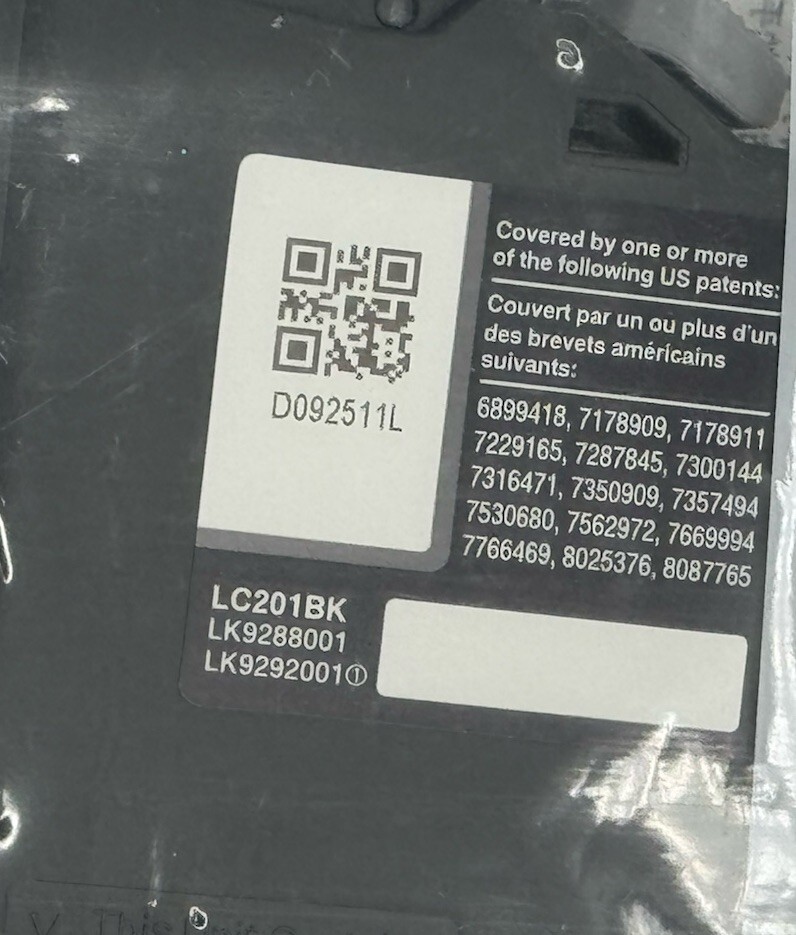 Covered by one or more
of the following US patents:
Couvert par un ou plus d'un
des brevets américains
suivants:
6899418, 7178909, 7178911
7229165, 7287845, 7300144
7316471, 7350909, 7357494
7530680, 7562972, 7669994
7766469, 8025376, 8087765
D092511L
LC201BK
LK9288001
LK9292001①
This